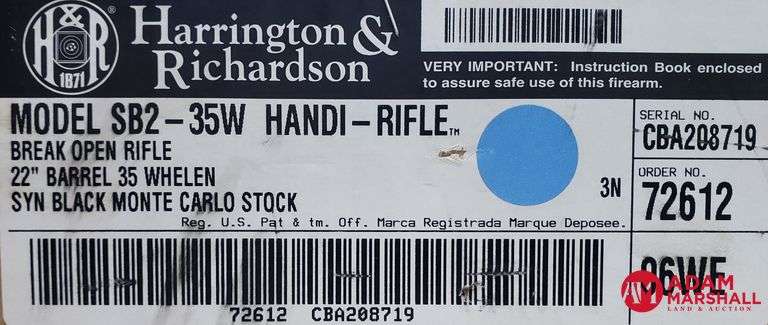 H&R
1871
Harrington &
Richardson
VERY IMPORTANT: Instruction Book enclosed
to assure safe use of this firearm.
MODEL SB2-35W HANDI-RIFLE™
BREAK OPEN RIFLE
22" BARREL 35 WHELEN
SYN BLACK MONTE CARLO STOCK
3N
Reg. U.S. Pat & tm. Off. Marca Registrada Marque Deposee.
SERIAL NO.
CBA208719
ORDER NO.
72612
96WE
72612 CBA208719
AM
ADAM
MARSHALL
LAND & AUCTION